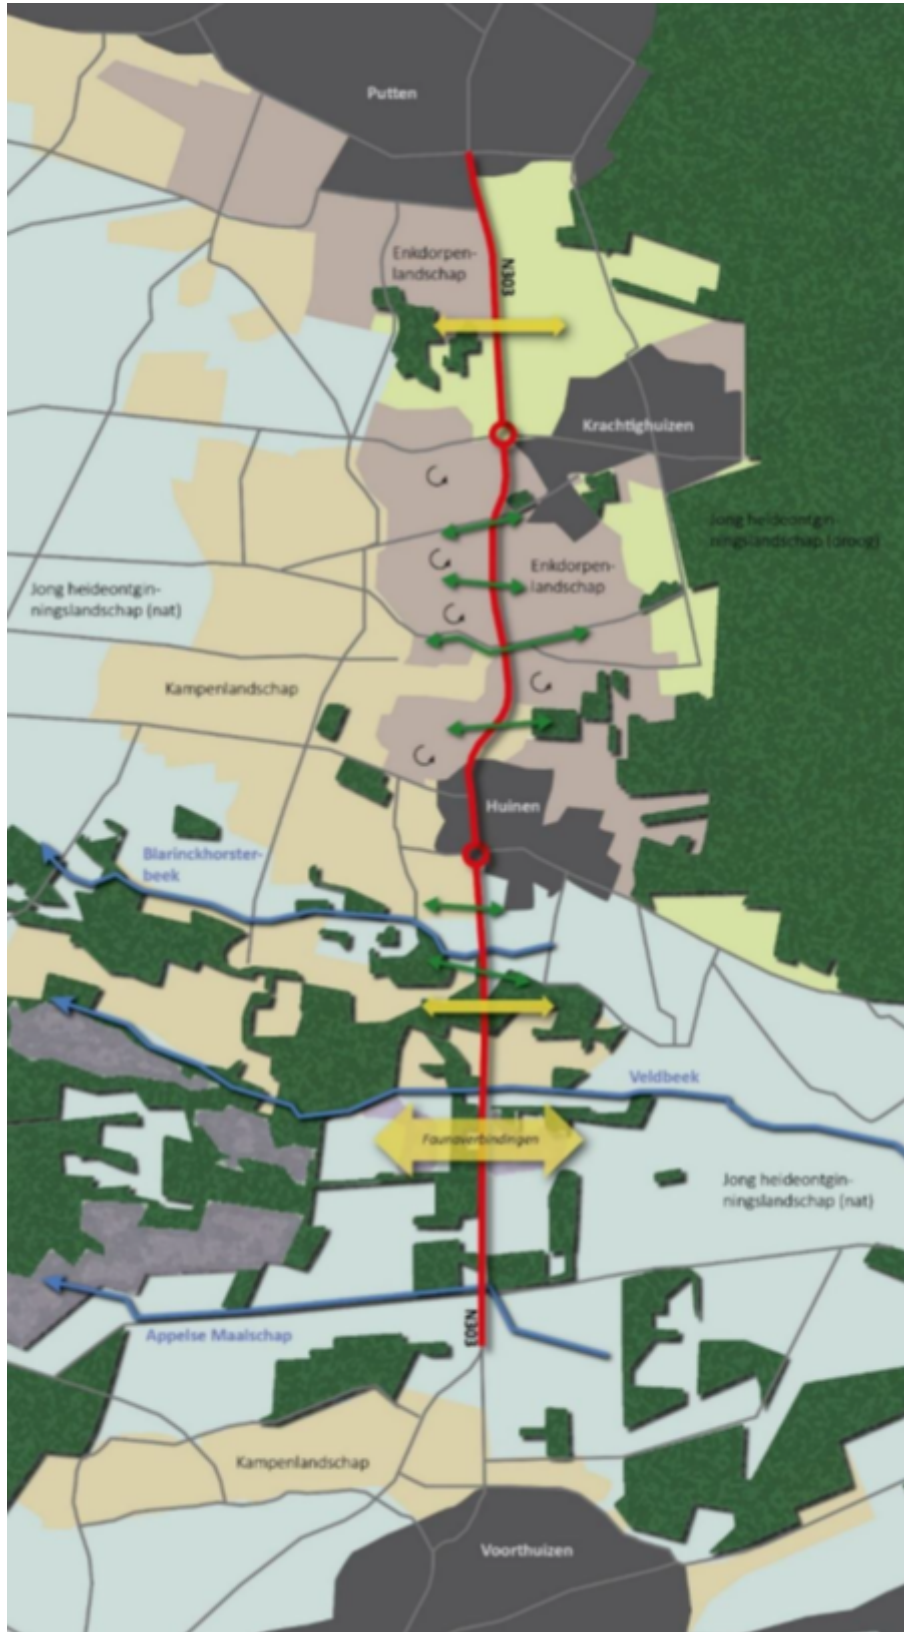 Putten
Enkdorpen-
landschap
N303
Krachtighuizen
Jong heideontgin-
ningslandschap (droog)
Enkdorpen-
landschap
Jong heideontgin-
ningslandschap (nat)
Kampenlandschap
Huinen
Blarinckhorster-
beek
Veldbeek
Faunaverbindingen
Jong heideontgin-
ningslandschap (nat)
N303
Appelse Maalschap
Kampenlandschap
Voorthuizen